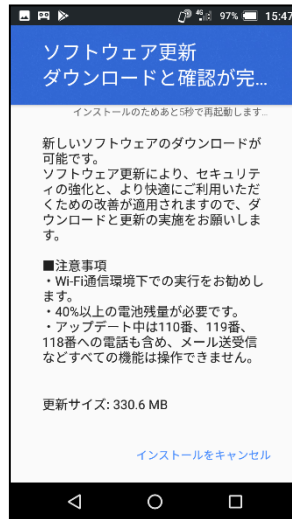 97% 15:47
ソフトウェア更新
ダウンロードと確認が完...
インストールのためあと5秒で再起動します...
新しいソフトウェアのダウンロードが
可能です。
ソフトウェア更新により、セキュリテ
ィの強化と、より快適にご利用いただ
くための改善が適用されますので、ダ
ウンロードと更新の実施をお願いしま
す。
■注意事項
・Wi-Fi通信環境下での実行をお勧めし
ます。
・40%以上の電池残量が必要です。
・アップデート中は110番、119番、
118番への電話も含め、メール送受信
などすべての機能は操作できません。
更新サイズ: 330.6 MB
インストールをキャンセル